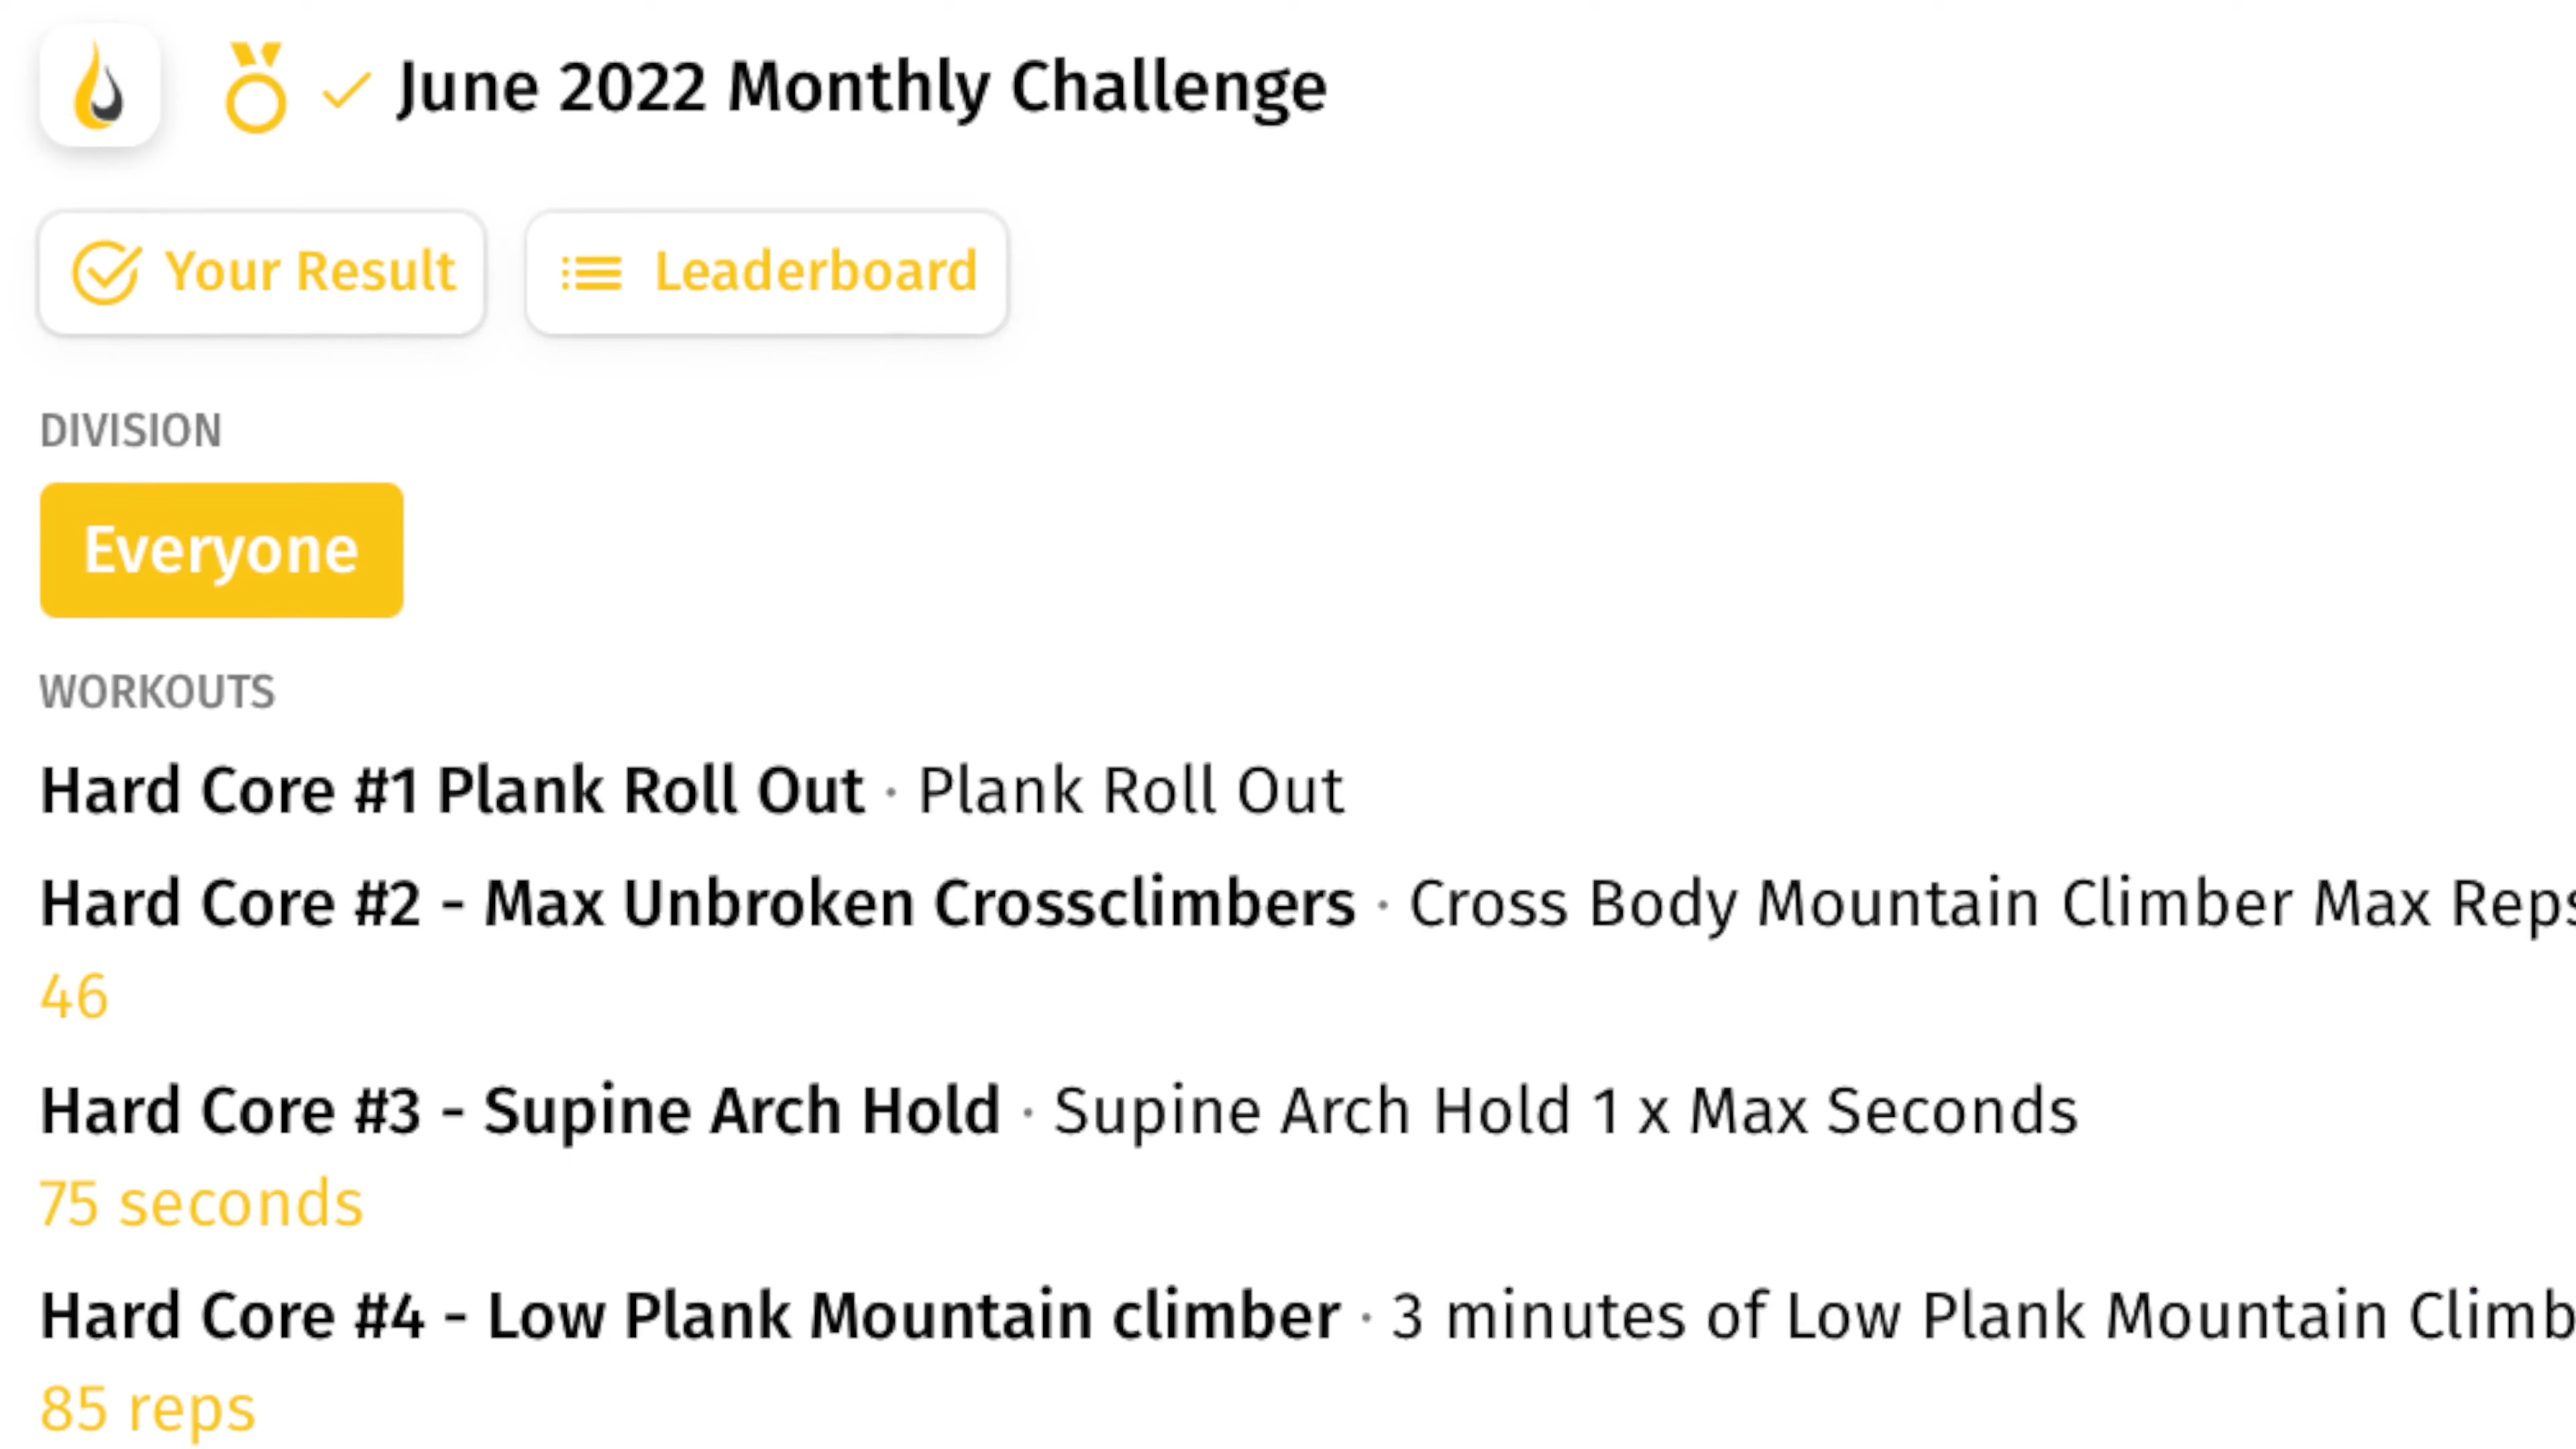 June 2022 Monthly Challenge
Your Result
Leaderboard
DIVISION
Everyone
WORKOUTS
Hard Core #1 Plank Roll Out · Plank Roll Out
Hard Core #2 - Max Unbroken Crossclimbers · Cross Body Mountain Climber Max Reps
46
Hard Core #3 - Supine Arch Hold · Supine Arch Hold 1 x Max Seconds
75 seconds
Hard Core #4 - Low Plank Mountain climber · 3 minutes of Low Plank Mountain Climb
85 reps